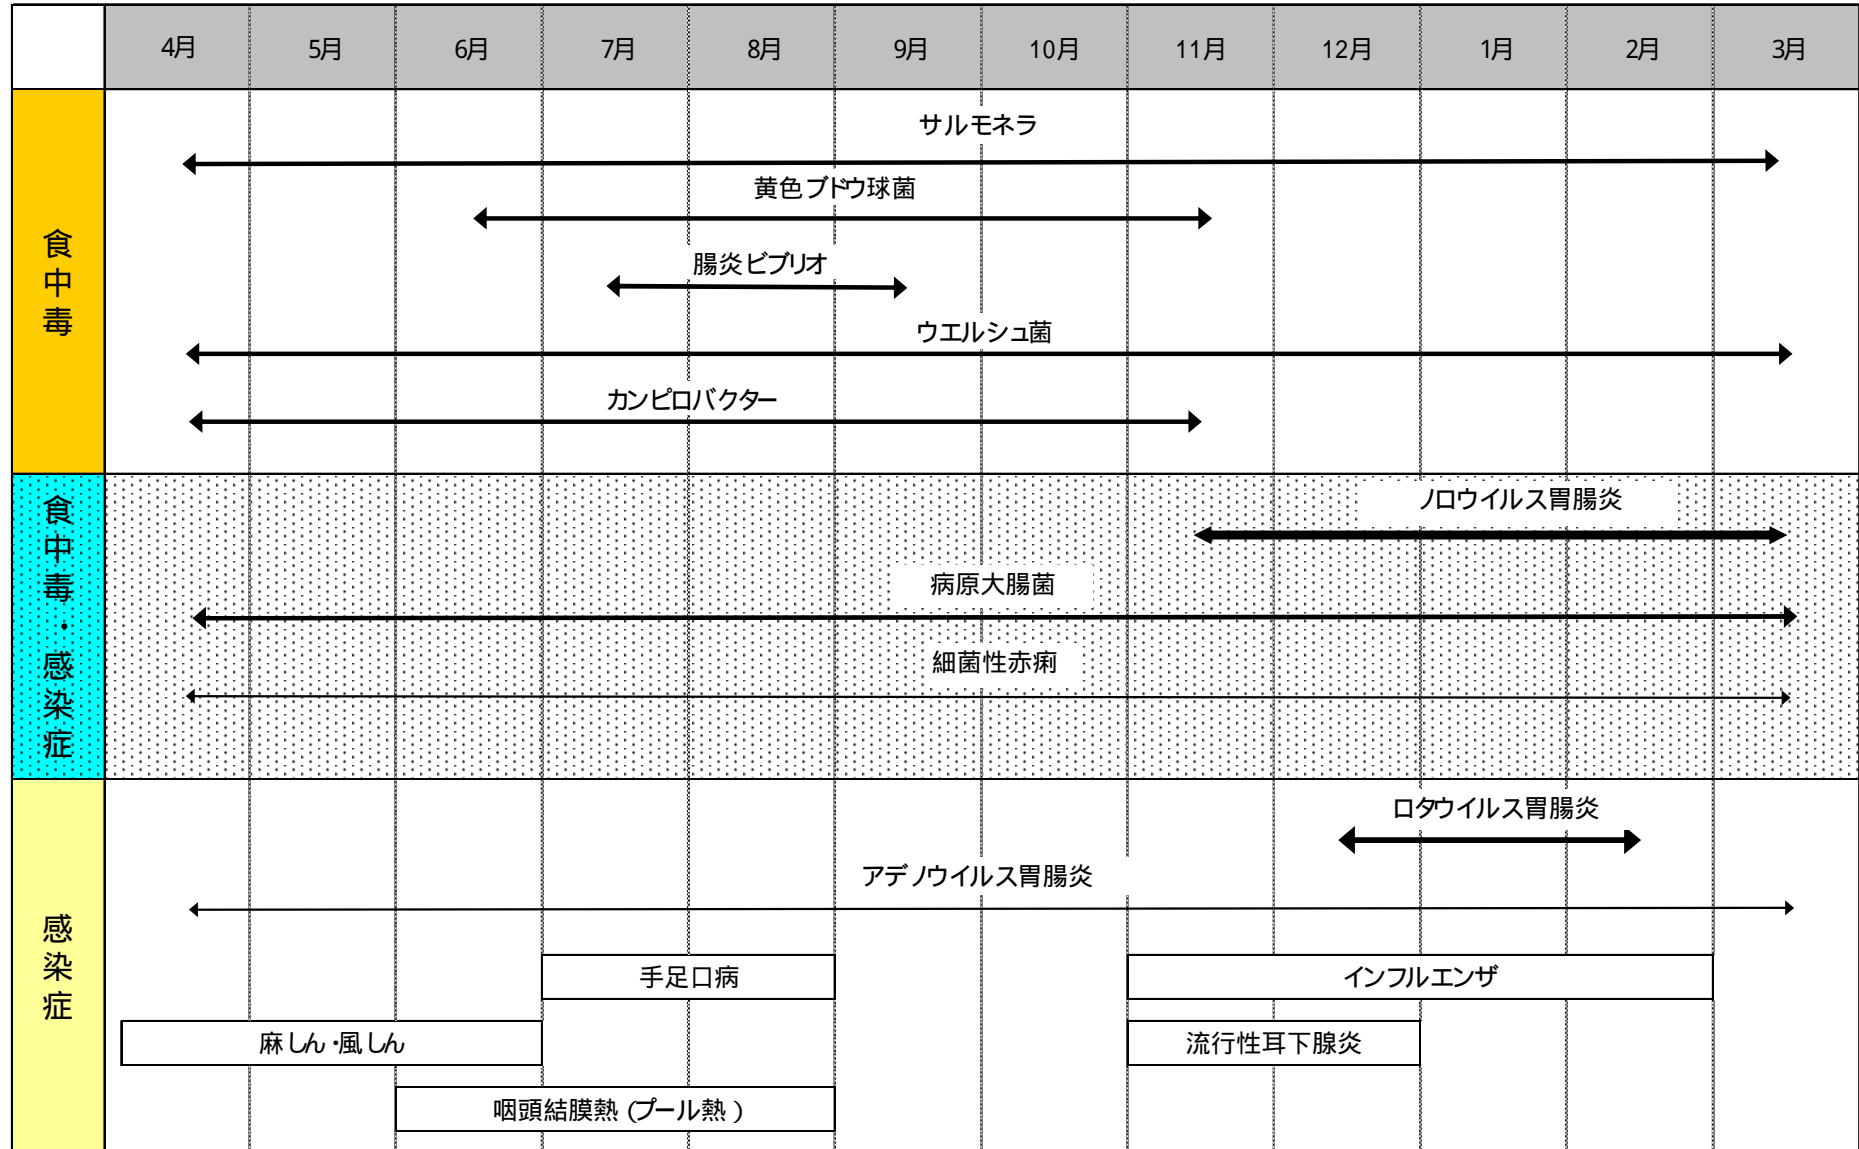 4月 5月 6月 7月 8月 9月 10月 11月 12月 1月 2月 3月
食中毒
サルモネラ
黄色ブドウ球菌
腸炎ビブリオ
ウエルシュ菌
カンピロバクター
食中毒・感染症
ノロウイルス胃腸炎
病原大腸菌
細菌性赤痢
感染症
ロタウイルス胃腸炎
アデノウイルス胃腸炎
手足口病 インフルエンザ
麻しん・風しん 流行性耳下腺炎
咽頭結膜熱(プール熱)